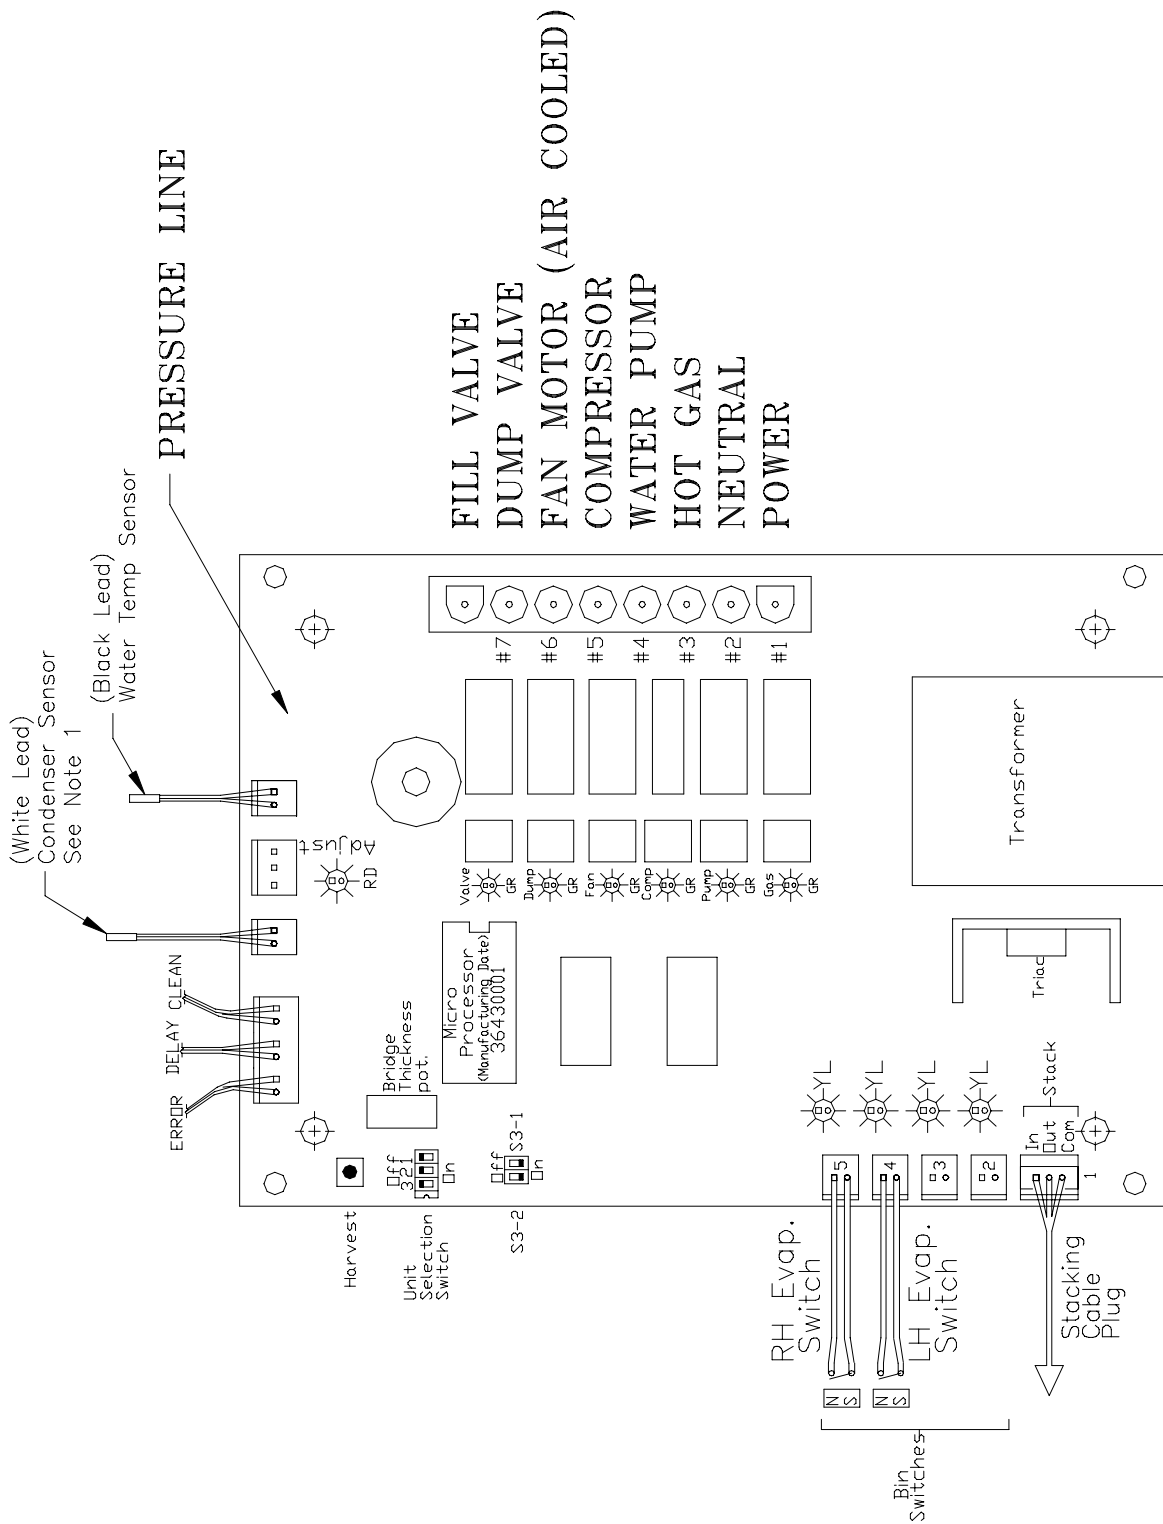 (White Lead)
Condenser Sensor
See Note 1
(Black Lead)
Water Temp Sensor
PRESSURE LINE
ERROR
DELAY
CLEAN
Adjust
RD
Harvest
Bridge
Thickness
pot.
Off
321
On
Unit
Selection
Switch
Off
S3-1
On
S3-2
Micro
Processor
(Manufacturing Date)
36430001
Valve
GR
Dump
GR
Fan
GR
Comp
GR
Pump
GR
Gas
GR
#7
#6
#5
#4
#3
#2
#1
FILL VALVE
DUMP VALVE
FAN MOTOR (AIR COOLED)
COMPRESSOR
WATER PUMP
HOT GAS
NEUTRAL
POWER
RH Evap.
Switch
N
S
5
YL
LH Evap.
Switch
N
S
4
YL
3
YL
2
YL
Bin
Switches
In
Out
Com
Stack
1
Stacking
Cable
Plug
Triac
Transformer